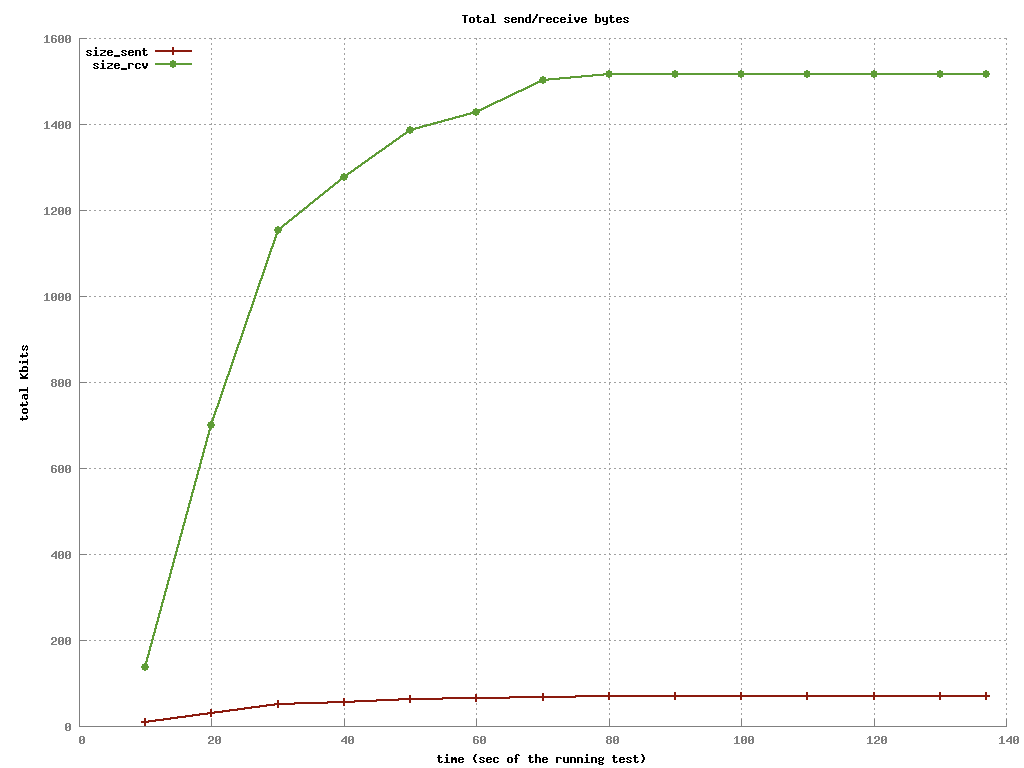 Total send/receive bytes
1600
size_sent
size_rcv
1400
1200
1000
total Kbits
800
600
400
200
0
0 20 40 60 80 100 120 140
time (sec of the running test)